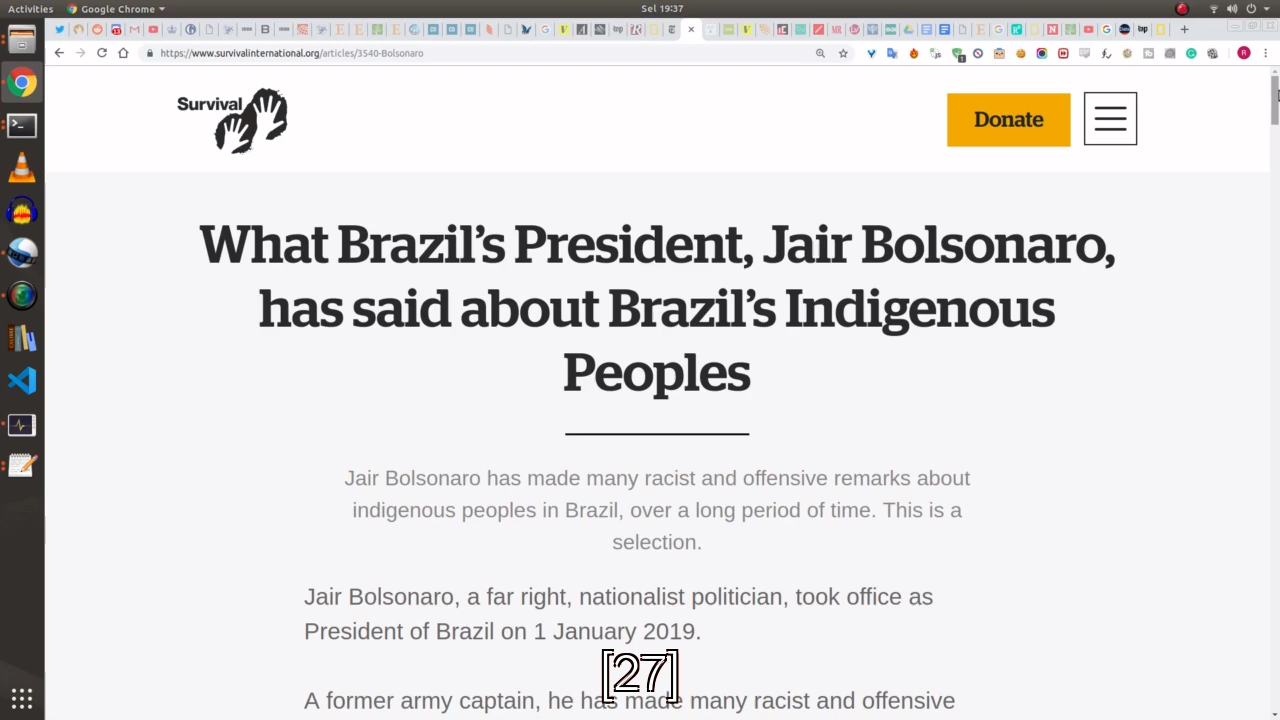 Activities
Google Chrome
Sel 19:37
https://www.survivalinternational.org/articles/3540-Bolsonaro
Survival
Donate
What Brazil's President, Jair Bolsonaro,
has said about Brazil's Indigenous
Peoples
Jair Bolsonaro has made many racist and offensive remarks about
indigenous peoples in Brazil, over a long period of time. This is a
selection.
Jair Bolsonaro, a far right, nationalist politician, took office as
President of Brazil on 1 January 2019.
[27]
A former army captain, he has made many racist and offensive